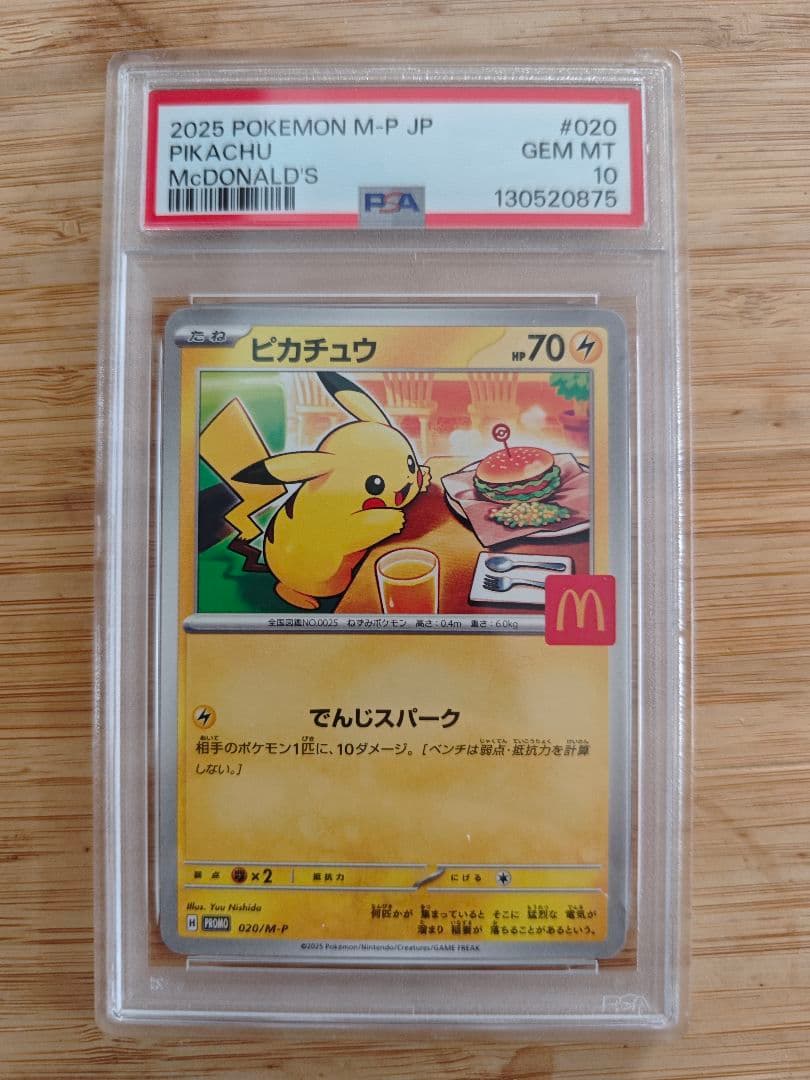 2025 POKEMON M-P JP #020
PIKACHU GEM MT
McDONALD'S 10
PSA 130520875
たね ピカチュウ HP70
M
全国図鑑NO.0025 ねずみポケモン 高さ:0.4m 重さ:6.0kg
でんじスパーク
相手のポケモン1匹に、10ダメージ。[ベンチは弱点・抵抗力を計算
しない。]
弱点 ×2 抵抗力 にげる
Illus. Yuu Nishida
H PROMO 020/M-P
何匹かが 集まっていると そこに 猛烈な 電気が
溜まり 稲妻が 落ちることがあるという。
©2025 Pokémon/Nintendo/Creatures/GAME FREAK
PSA